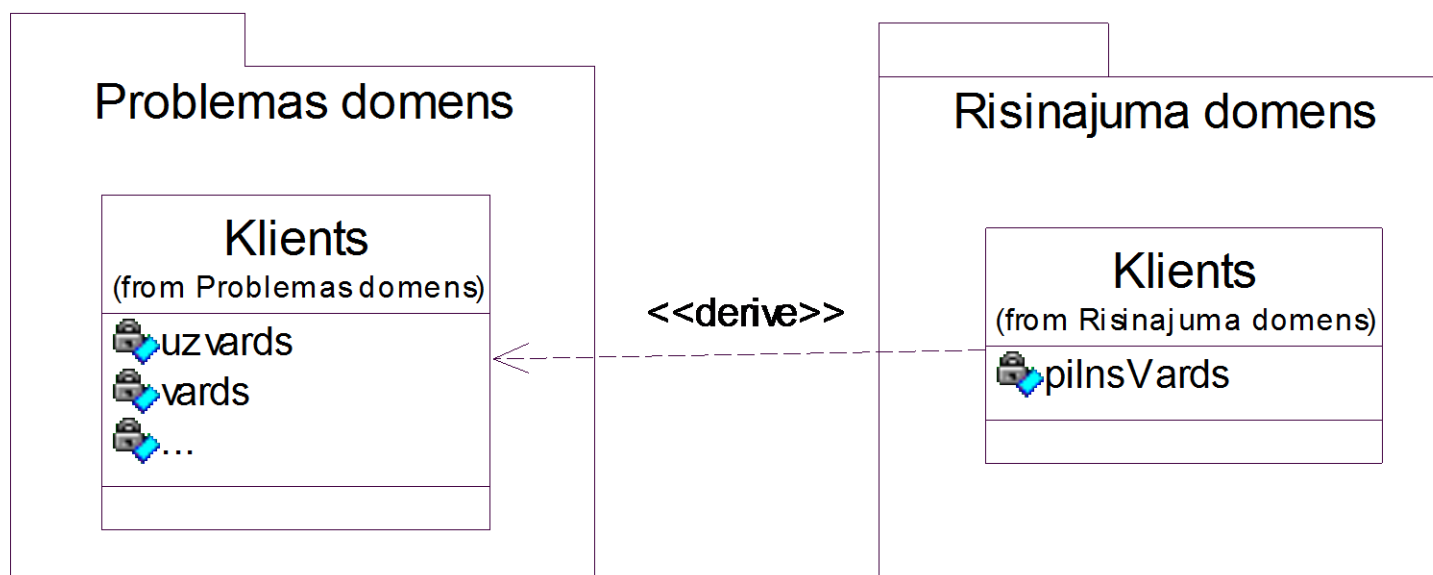 Problemas domens
Klients
(from Problemas domens)
uzvards
vards
...
<<derive>>
Risinajuma domens
Klients
(from Risinajuma domens)
pilnsVards